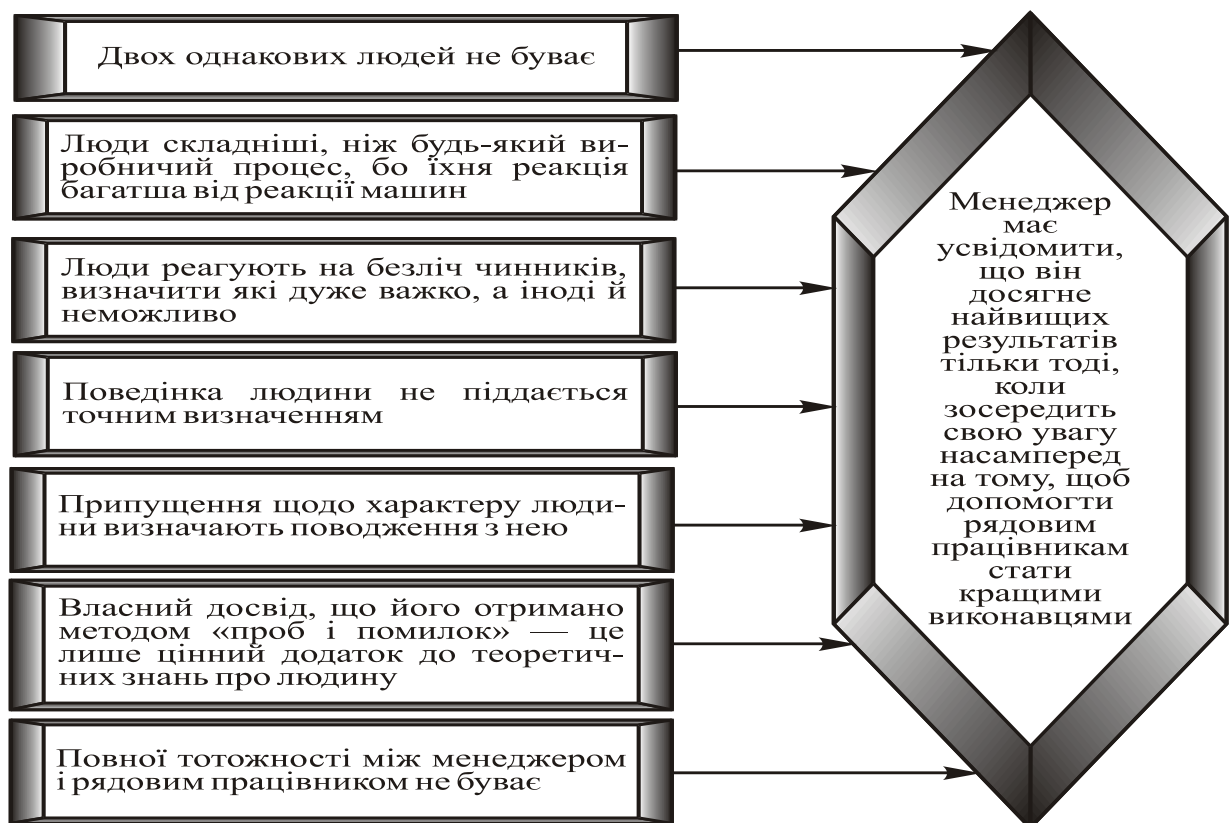 Двох однакових людей не буває
Люди складніші, ніж будь-який ви-
робничий процес, бо їхня реакція
багатша від реакції машин
Люди реагують на безліч чинників,
визначити які дуже важко, а іноді й
неможливо
Поведінка людини не піддається
точним визначенням
Припущення щодо характеру люди-
ни визначають поводження з нею
Власний досвід, що його отримано
методом «проб і помилок» — це
лише цінний додаток до теоретич-
них знань про людину
Повної тотожності між менеджером
і рядовим працівником не буває
Менеджер
має
усвідомити,
що він
досягне
найвищих
результатів
тільки тоді,
коли
зосередить
свою увагу
насамперед
на тому, щоб
допомогти
рядовим
працівникам
стати
кращими
виконавцями